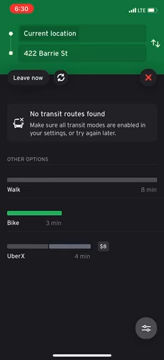 6:30
LTE
Current location
422 Barrie St
Leave now
No transit routes found
Make sure all transit modes are enabled in
your settings, or try again later.
OTHER OPTIONS
Walk 8 min
Bike 3 min
$8
UberX 4 min